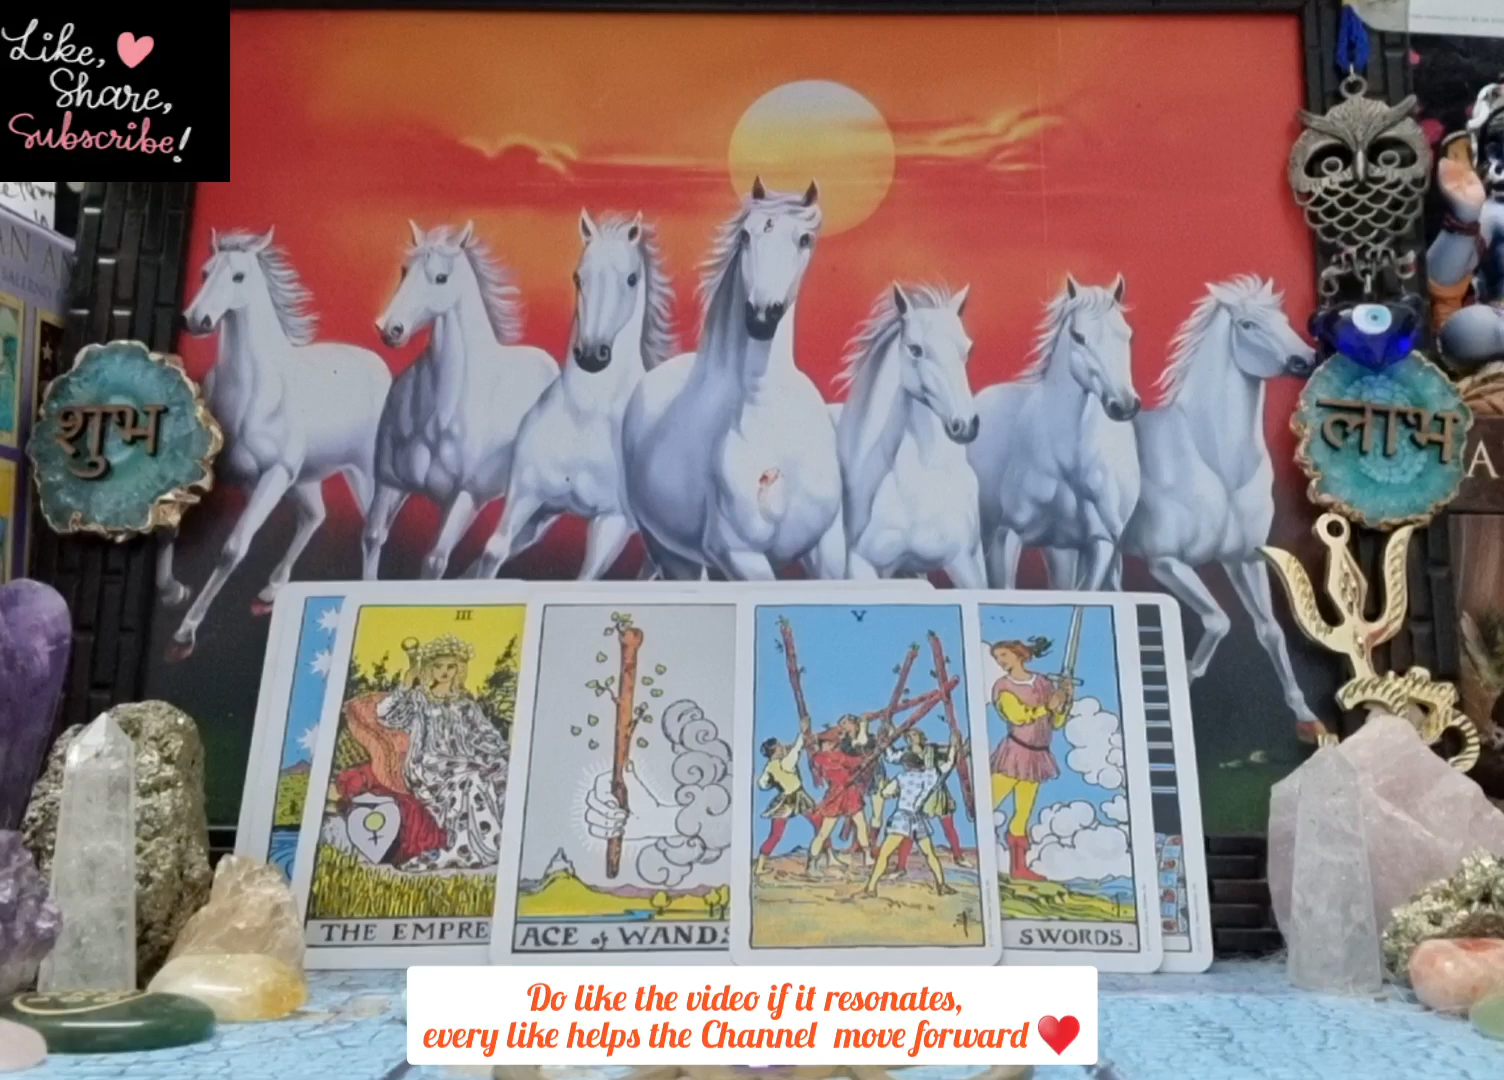 Like,
Share,
Subscribe!
शुभ
लाभ
A
III
V
THE EMPRE
ACE of WANDS
SWORDS.
Do like the video if it resonates,
every like helps the Channel move forward